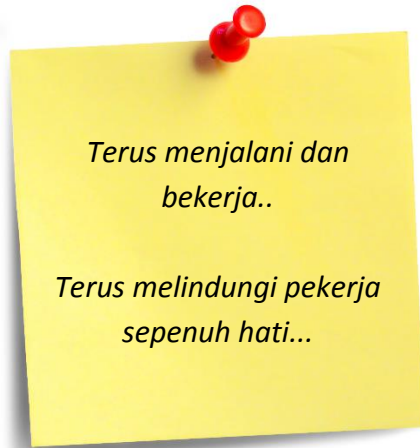 Terus menjalani dan
bekerja..
Terus melindungi pekerja
sepenuh hati...